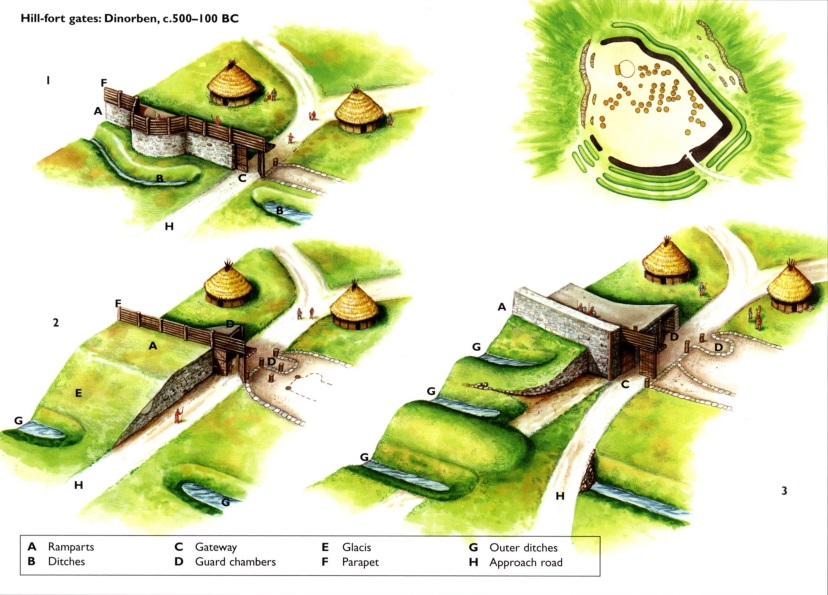 Hill-fort gates: Dinorben, c.500–100 BC
1
F
A
B
C
B
H
2
F
D
A
D
E
G
H
G
A
D
G
D
C
G
G
H
3
A Ramparts C Gateway E Glacis G Outer ditches
B Ditches D Guard chambers F Parapet H Approach road